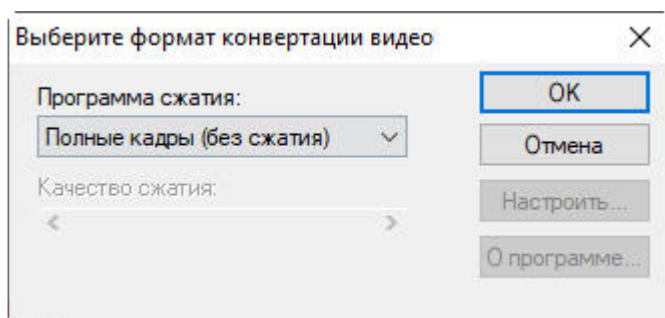 Выберите формат конвертации видео
Программа сжатия:
Полные кадры (без сжатия)
Качество сжатия:
OK
Отмена
Настроить...
О программе...